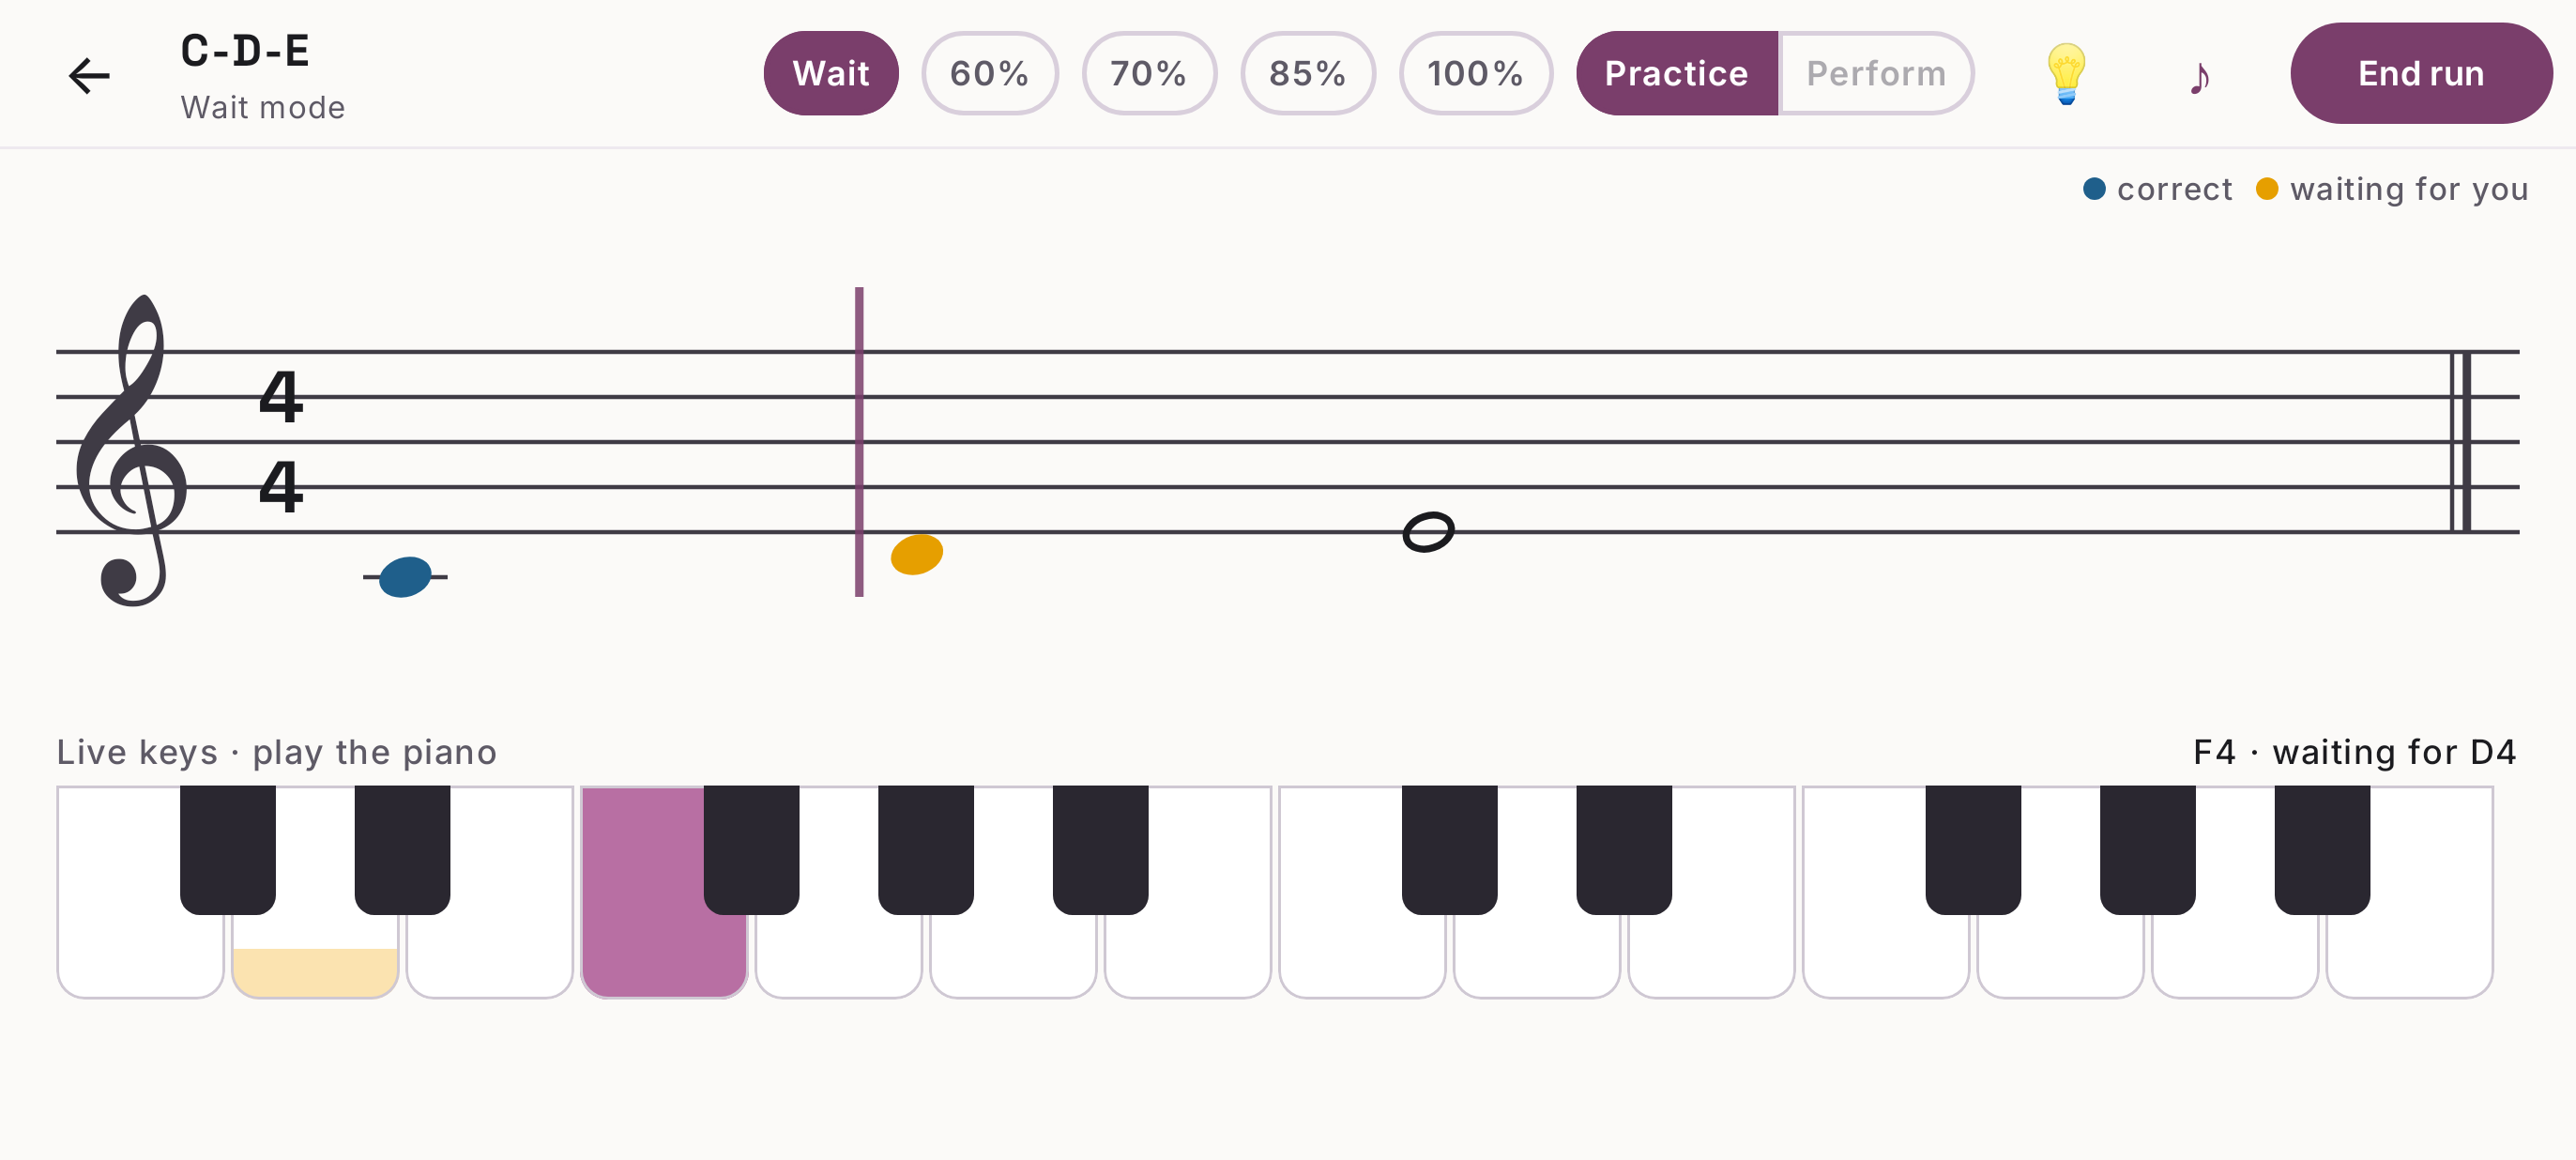 C-D-E
Wait mode
Wait 60% 70% 85% 100% Practice Perform End run
correct waiting for you
4
4
Live keys · play the piano
F4 · waiting for D4